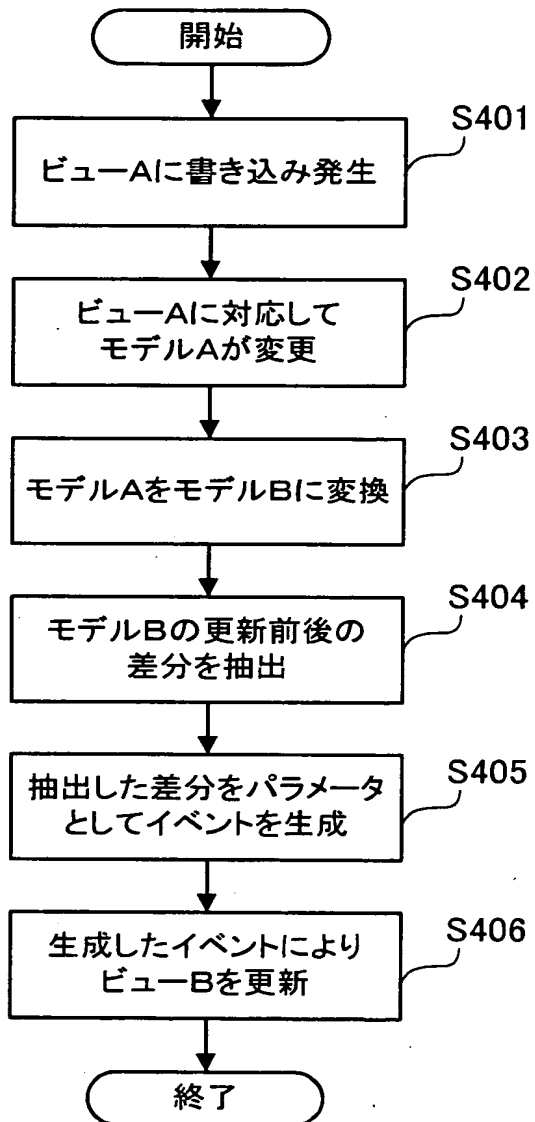 開始
S401
ビューAに書き込み発生
S402
ビューAに対応して
モデルAが変更
S403
モデルAをモデルBに変換
S404
モデルBの更新前後の
差分を抽出
S405
抽出した差分をパラメータ
としてイベントを生成
S406
生成したイベントにより
ビューBを更新
終了